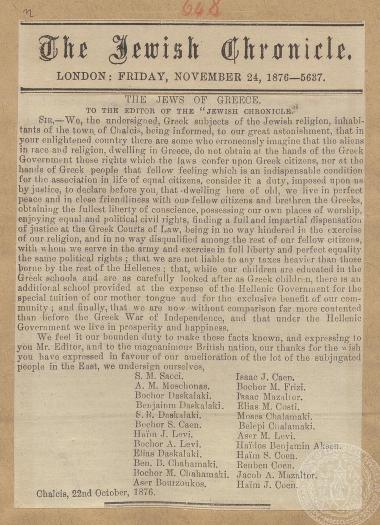 n
648
The Jewish Chronicle.
LONDON: FRIDAY, NOVEMBER 24, 1876—5637.
THE JEWS OF GREECE.
TO THE EDITOR OF THE "JEWISH CHRONICLE."
SIR,—We, the undersigned, Greek subjects of the Jewish religion, inhabi-
tants of the town of Chalcis, being informed, to our great astonishment, that in
your enlightened country there are some who erroneously imagine that the aliens
in race and religion, dwelling in Greece, do not obtain at the hands of the Greek
Government those rights which the laws confer upon Greek citizens, nor at the
hands of Greek people that fellow feeling which is an indispensable condition
for the association in life of equal citizens, consider it a duty, imposed upon us
by justice, to declare before you, that dwelling here of old, we live in perfect
peace and in close friendliness with our fellow citizens and brethren the Greeks,
obtaining the fullest liberty of conscience, possessing our own places of worship,
enjoying equal and political civil rights, finding a full and impartial dispensation
of justice at the Greek Courts of Law, being in no way hindered in the exercise
of our religion, and in no way disqualified among the rest of our fellow citizens,
with whom we serve in the army and exercise in full liberty and perfect equality
the same political rights; that we are not liable to any taxes heavier than those
borne by the rest of the Hellenes; that, while our children are educated in the
Greek schools and are as carefully looked after as Greek children, there is an
additional school provided at the expense of the Hellenic Government for the
special tuition of our mother tongue and for the exclusive benefit of our com-
munity; and finally, that we are now without comparison far more contented
than before the Greek War of Independence, and that under the Hellenic
Government we live in prosperity and happiness.
We feel it our bounden duty to make those facts known, and expressing to
you Mr. Editor, and to the magnanimous British nation, our thanks for the wish
you have expressed in favour of our amelioration of the lot of the subjugated
people in the East, we undersign ourselves,
S. M. Sacci. Isaac J. Caen.
A. M. Moschonas. Bochor M. Frizi.
Bochor Daskalaki. Isaac Mazaltor.
Benjamm Daskalaki. Elias M. Costi.
S. B. Daskalaki. Moses Chalamaki.
Bochor S. Caen. Belepi Chalamaki.
Haïm J. Levi. Aser M. Levi.
Bochor A. Levi. Haïdos Benjamin Aksen.
Elias Daskalaki. Haïm S. Coen.
Ben. B. Chahamaki. Reuben Coen.
Bochor M. Chahamaki. Jacob A. Mazaltor.
Aser Bourzoukos. Haïm J. Coen.
Chalcis, 22nd October, 1876.